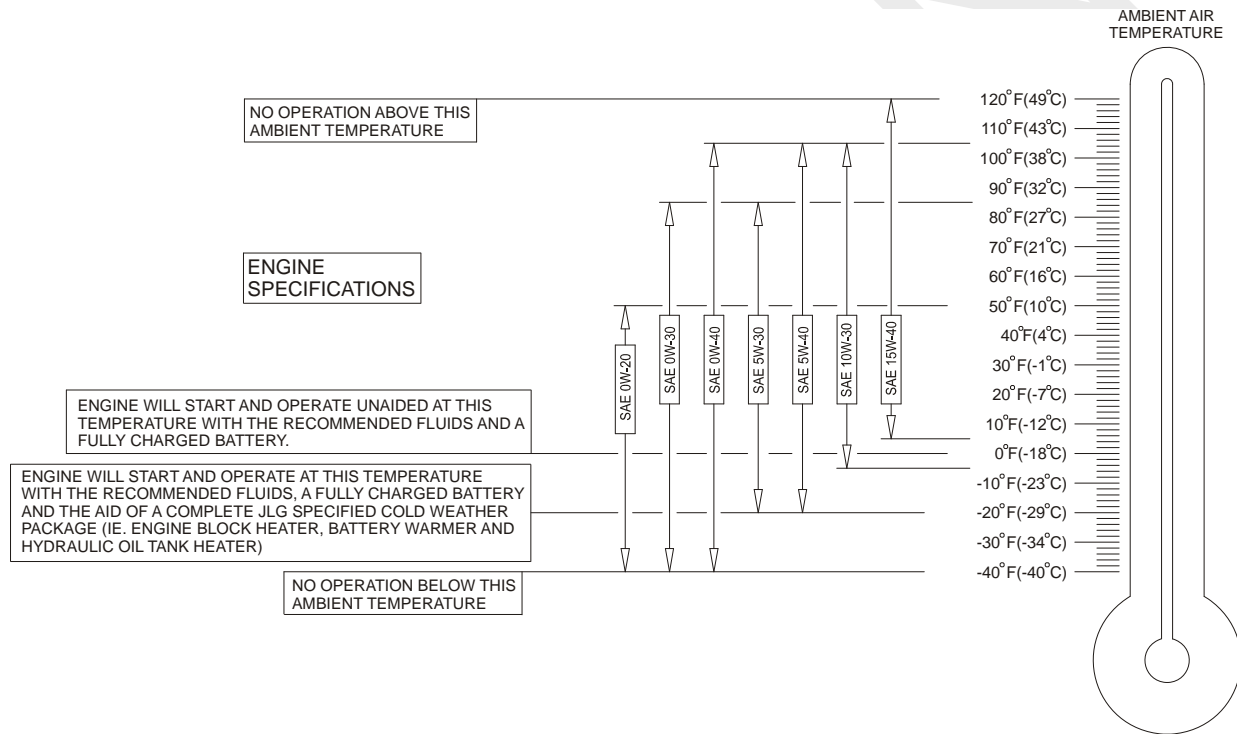 AMBIENT AIR
TEMPERATURE
NO OPERATION ABOVE THIS
AMBIENT TEMPERATURE
120°F(49°C)
110°F(43°C)
100°F(38°C)
90°F(32°C)
80°F(27°C)
70°F(21°C)
60°F(16°C)
50°F(10°C)
40°F(4°C)
30°F(-1°C)
20°F(-7°C)
10°F(-12°C)
0°F(-18°C)
-10°F(-23°C)
-20°F(-29°C)
-30°F(-34°C)
-40°F(-40°C)
ENGINE
SPECIFICATIONS
SAE 0W-20
SAE 0W-30
SAE 0W-40
SAE 5W-30
SAE 5W-40
SAE 10W-30
SAE 15W-40
ENGINE WILL START AND OPERATE UNAIDED AT THIS
TEMPERATURE WITH THE RECOMMENDED FLUIDS AND A
FULLY CHARGED BATTERY.
ENGINE WILL START AND OPERATE AT THIS TEMPERATURE
WITH THE RECOMMENDED FLUIDS, A FULLY CHARGED BATTERY
AND THE AID OF A COMPLETE JLG SPECIFIED COLD WEATHER
PACKAGE (IE. ENGINE BLOCK HEATER, BATTERY WARMER AND
HYDRAULIC OIL TANK HEATER)
NO OPERATION BELOW THIS
AMBIENT TEMPERATURE